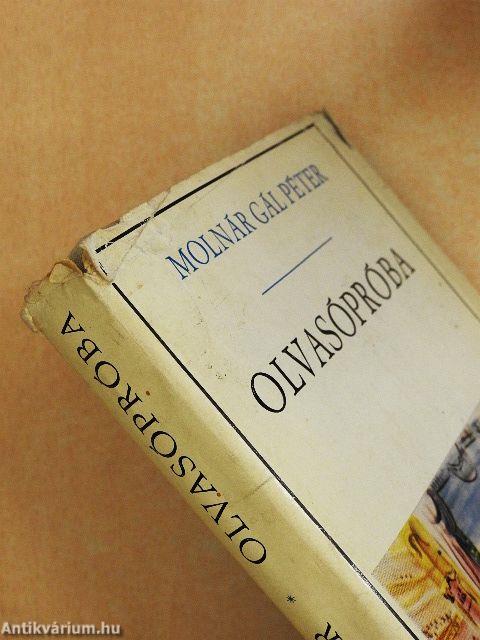 MOLNÁR GÁL PÉTER
OLVASÓPRÓBA
OLVASÓPRÓBA *
Antikvárium.hu